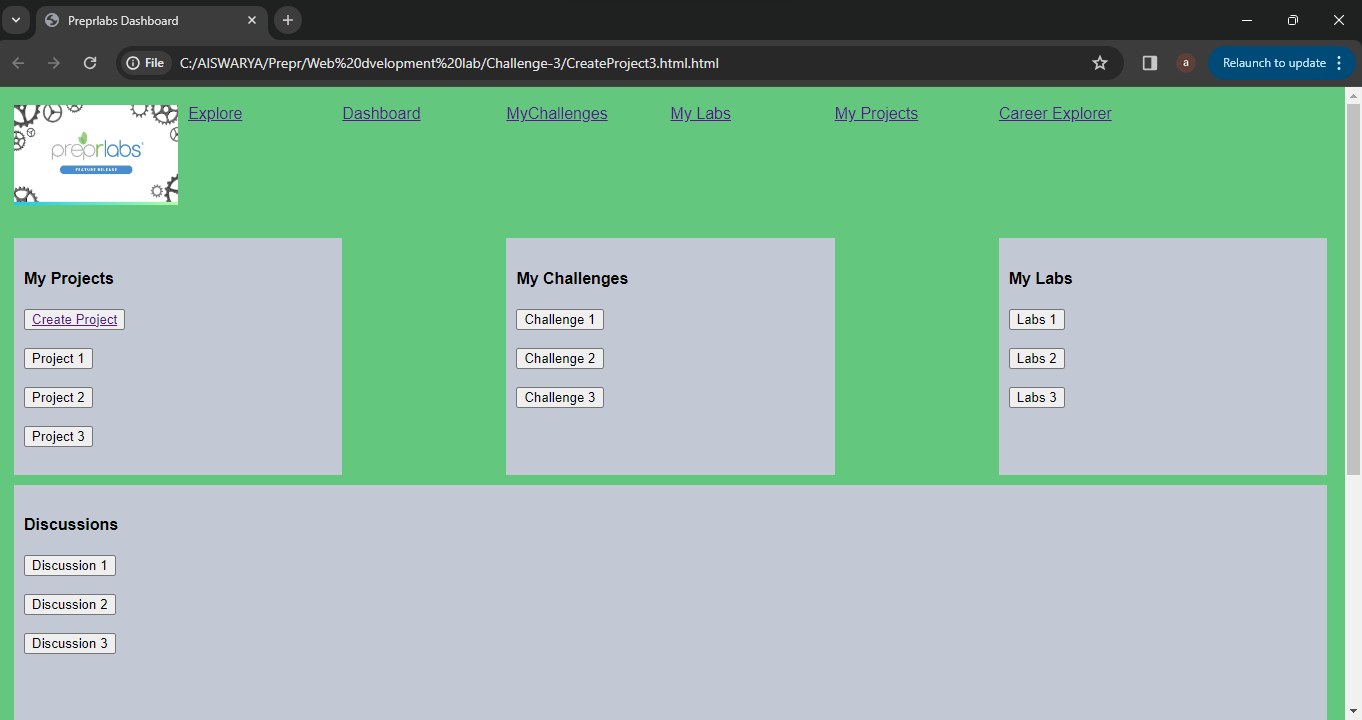 Preprlabs Dashboard
File C:/AISWARYA/Prepr/Web%20dvelopment%20lab/Challenge-3/CreateProject3.html.html a Relaunch to update
preprlabs®
FEATURE RELEASE
Explore Dashboard MyChallenges My Labs My Projects Career Explorer
My Projects
Create Project
Project 1
Project 2
Project 3
My Challenges
Challenge 1
Challenge 2
Challenge 3
My Labs
Labs 1
Labs 2
Labs 3
Discussions
Discussion 1
Discussion 2
Discussion 3